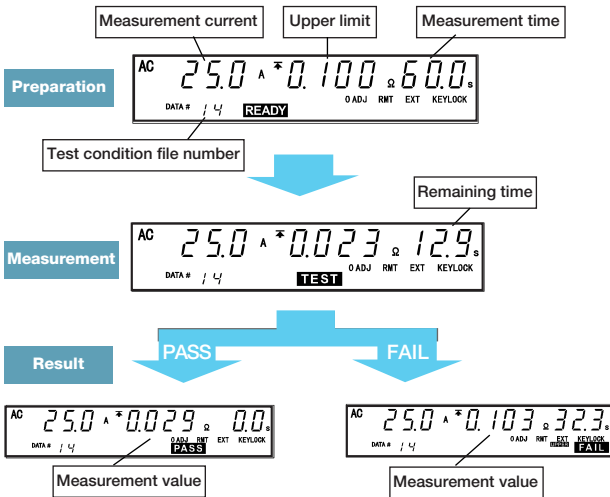 Measurement current
Upper limit
Measurement time
Preparation
AC 25.0 A 0.100 Ω 60.0 s
0 ADJ RMT EXT KEYLOCK
DATA # 14 READY
Test condition file number
Remaining time
Measurement
AC 25.0 A 0.023 Ω 12.9 s
0 ADJ RMT EXT KEYLOCK
DATA # 14 TEST
Result
PASS
FAIL
AC 25.0 A 0.029 Ω 0.0 s
0 ADJ RMT EXT KEYLOCK
DATA # 14 PASS
Measurement value
AC 25.0 A 0.103 Ω 32.3 s
0 ADJ RMT EXT KEYLOCK
DATA # 14 UPPER FAIL
Measurement value